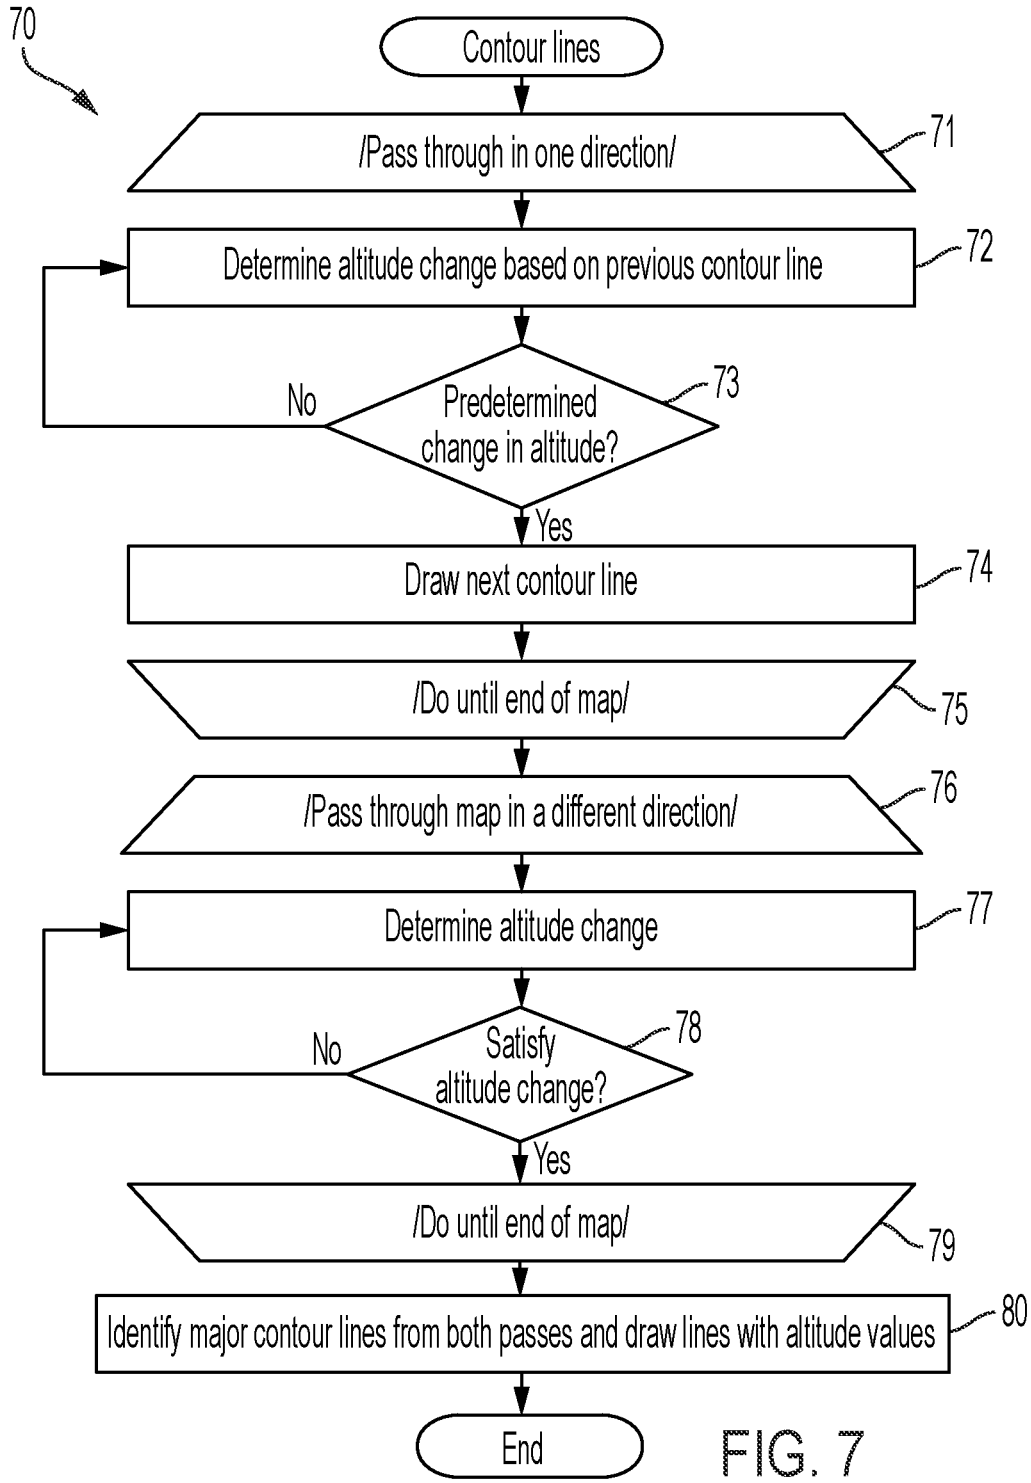 70
Contour lines
/Pass through in one direction/
71
Determine altitude change based on previous contour line
72
Predetermined
change in altitude?
73
No
Yes
Draw next contour line
74
/Do until end of map/
75
/Pass through map in a different direction/
76
Determine altitude change
77
Satisfy
altitude change?
78
No
Yes
/Do until end of map/
79
Identify major contour lines from both passes and draw lines with altitude values
80
End
FIG. 7